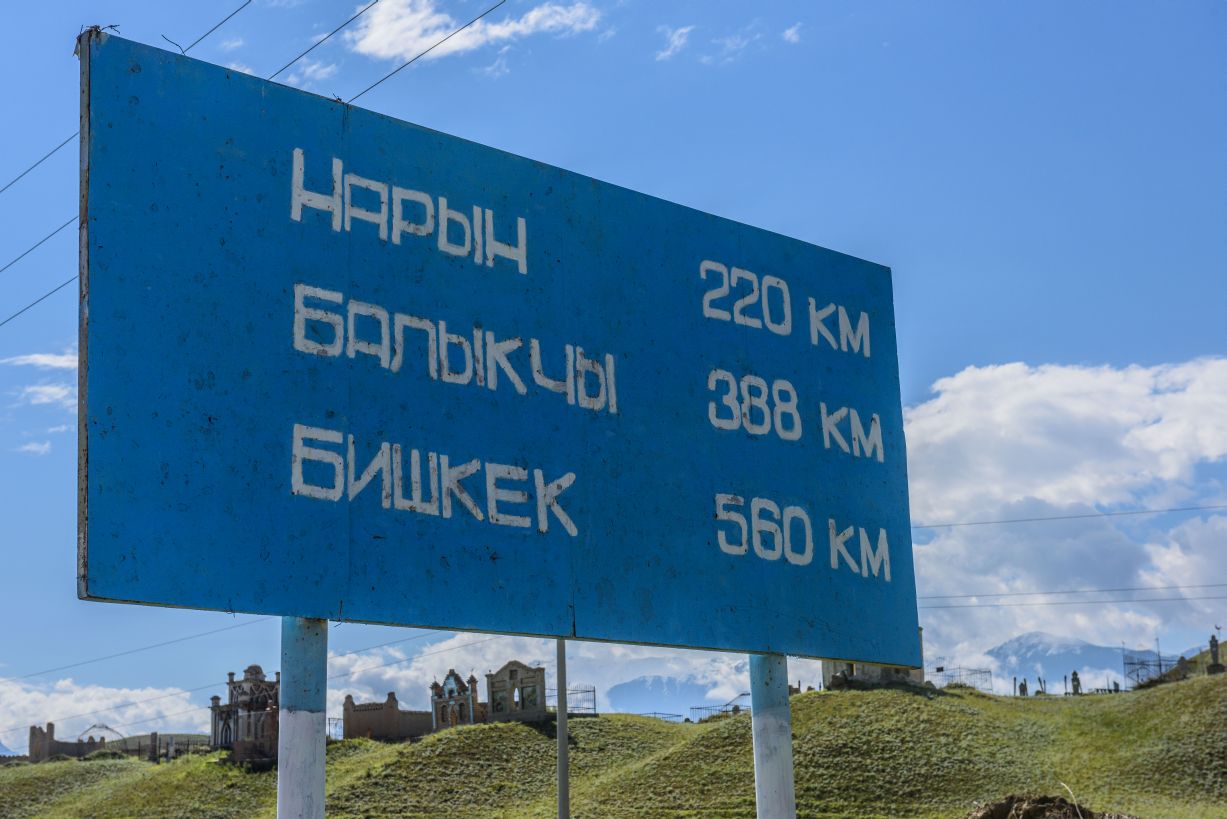 НАРЫН 220 КМ
БАЛЫКЧЫ 388 КМ
БИШКЕК 560 КМ